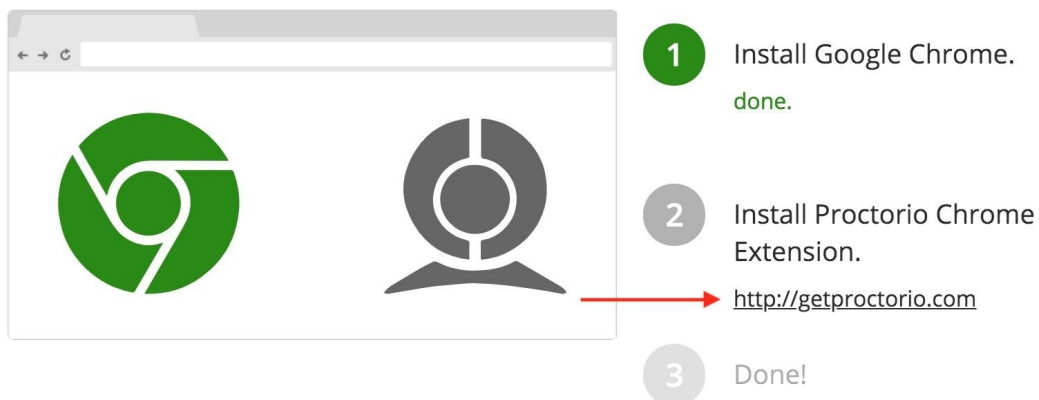 1
Install Google Chrome.
done.
2
Install Proctorio Chrome
Extension.
http://getproctorio.com
3
Done!